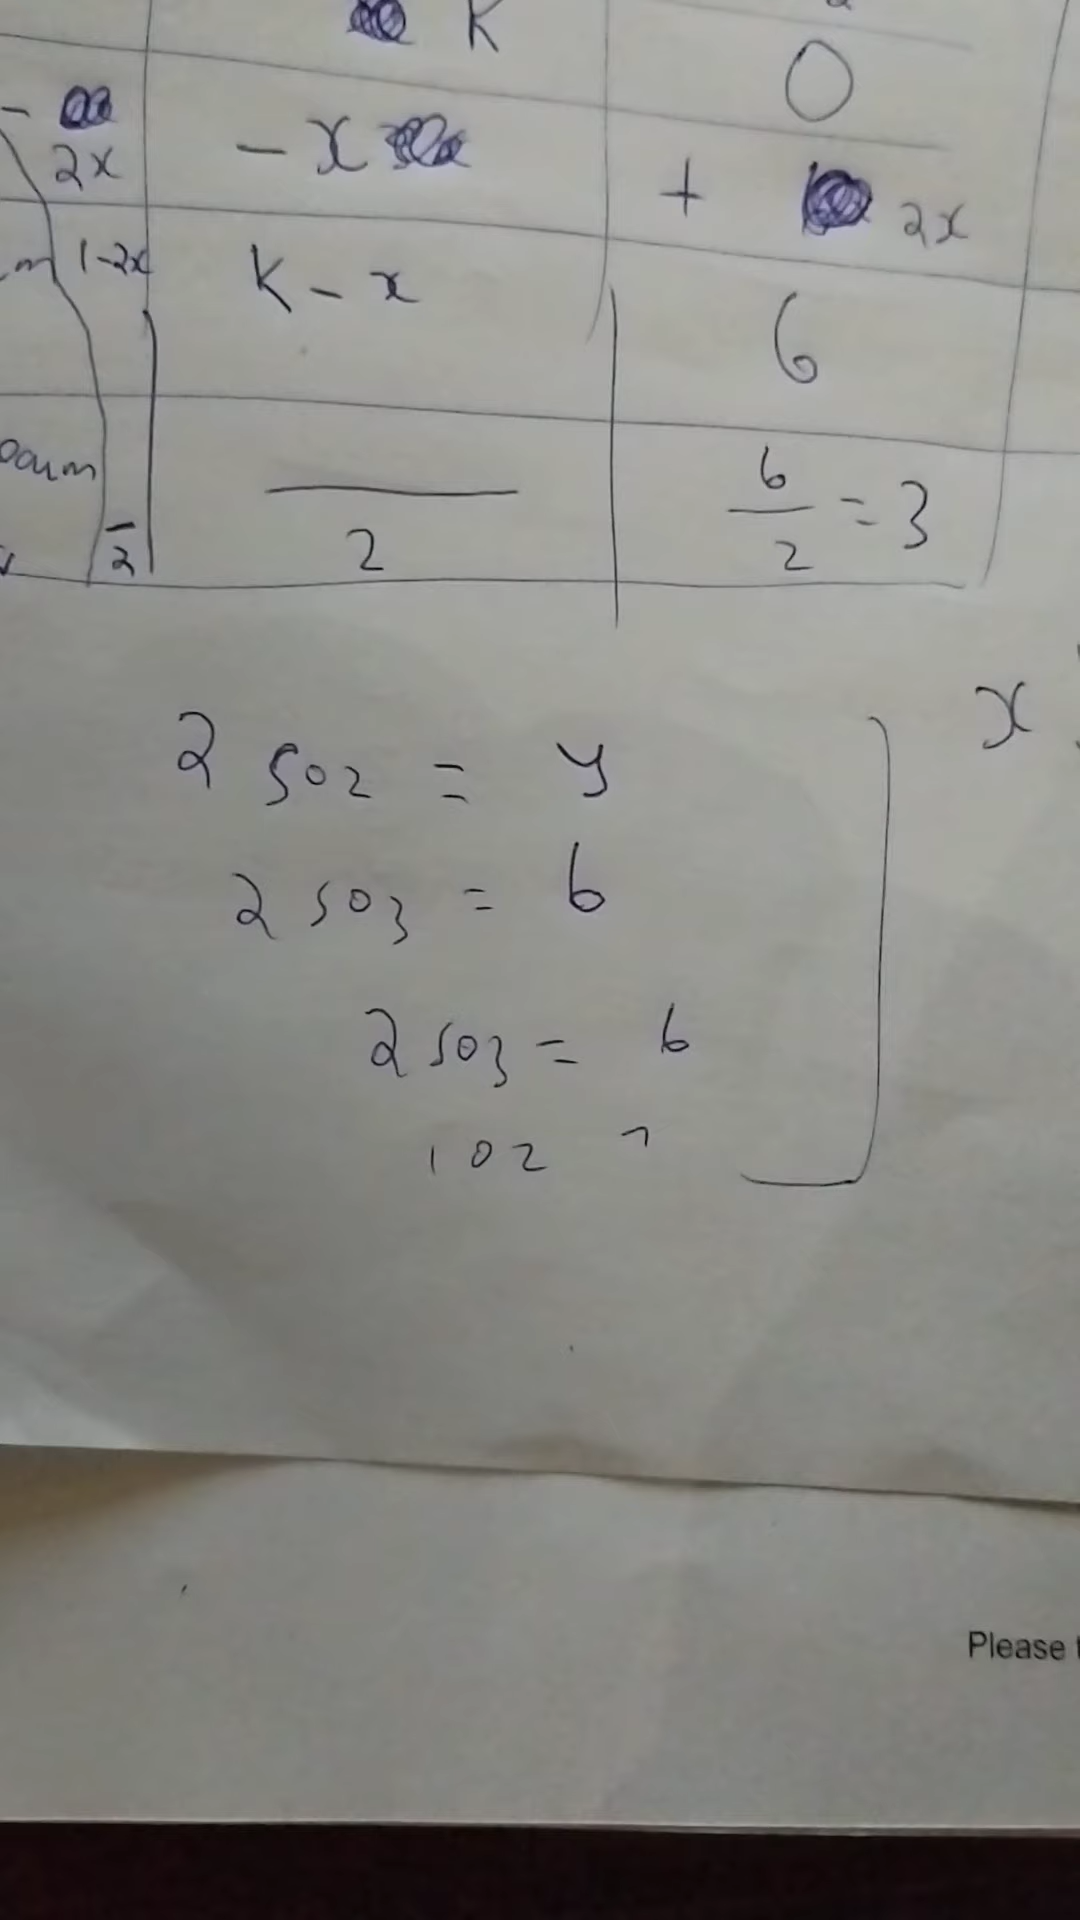 K
0
-
2x
- x
+ 2x
m 1-2x
K - x
6
2
2
6/2 = 3
2 SO2 = y
2 SO3 = 6
2 SO3 = 6
1 O2 ?
x
Please